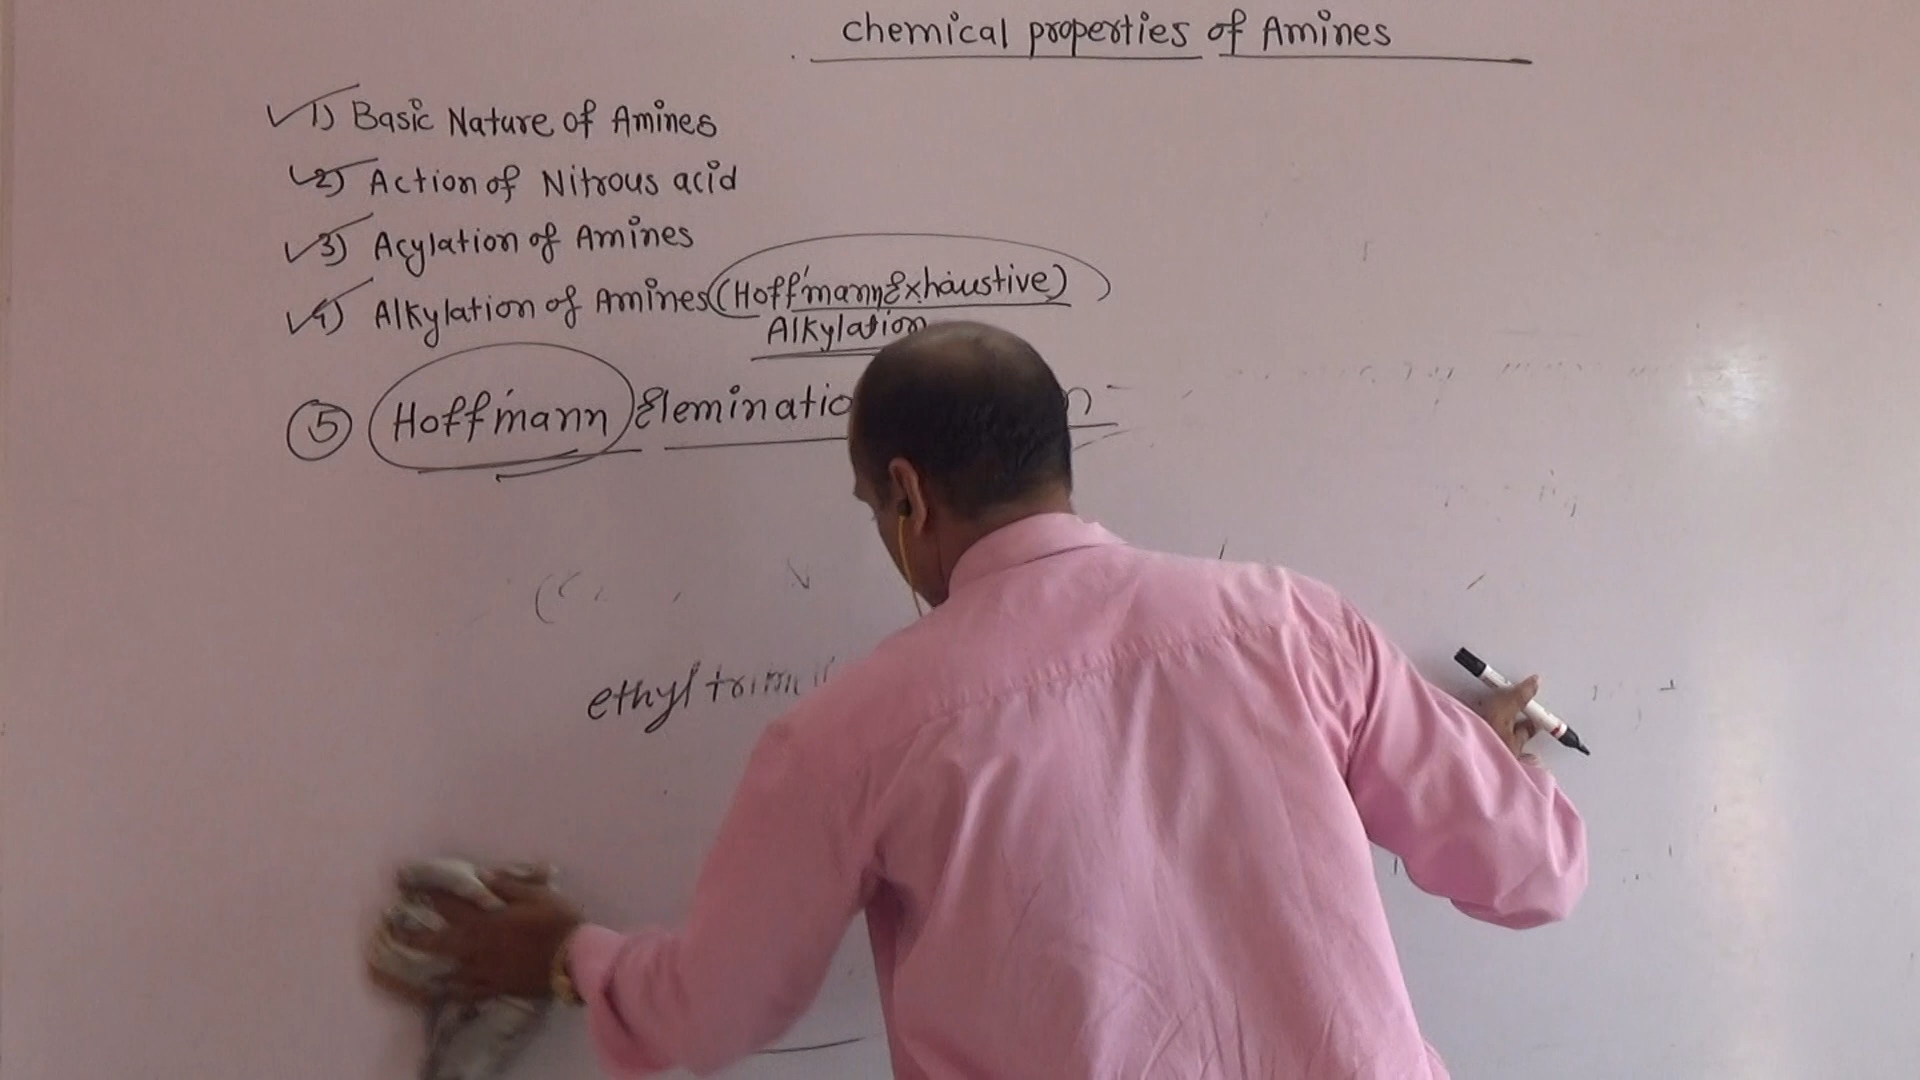 chemical properties of Amines
1) Basic Nature of Amines
2) Action of Nitrous acid
3) Acylation of Amines
4) Alkylation of Amines (Hoffmann Exhaustive)
Alkylation
5 Hoffmann Eleminatio
ethyl